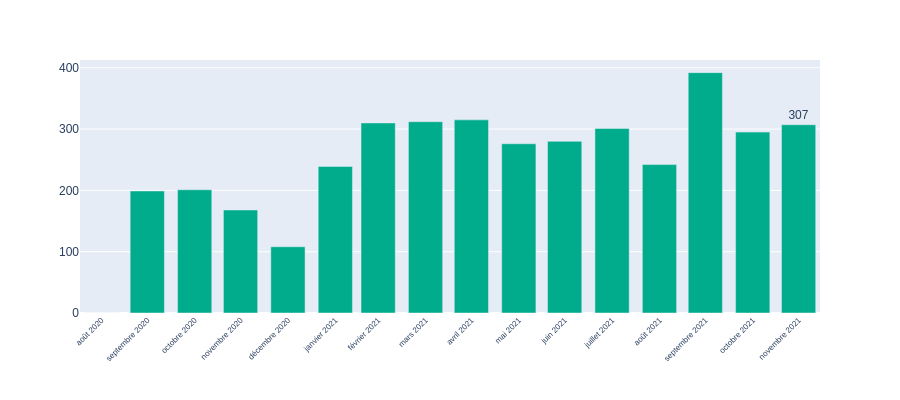 400
300
200
100
0
307
août 2020
septembre 2020
octobre 2020
novembre 2020
décembre 2020
janvier 2021
février 2021
mars 2021
avril 2021
mai 2021
juin 2021
juillet 2021
août 2021
septembre 2021
octobre 2021
novembre 2021